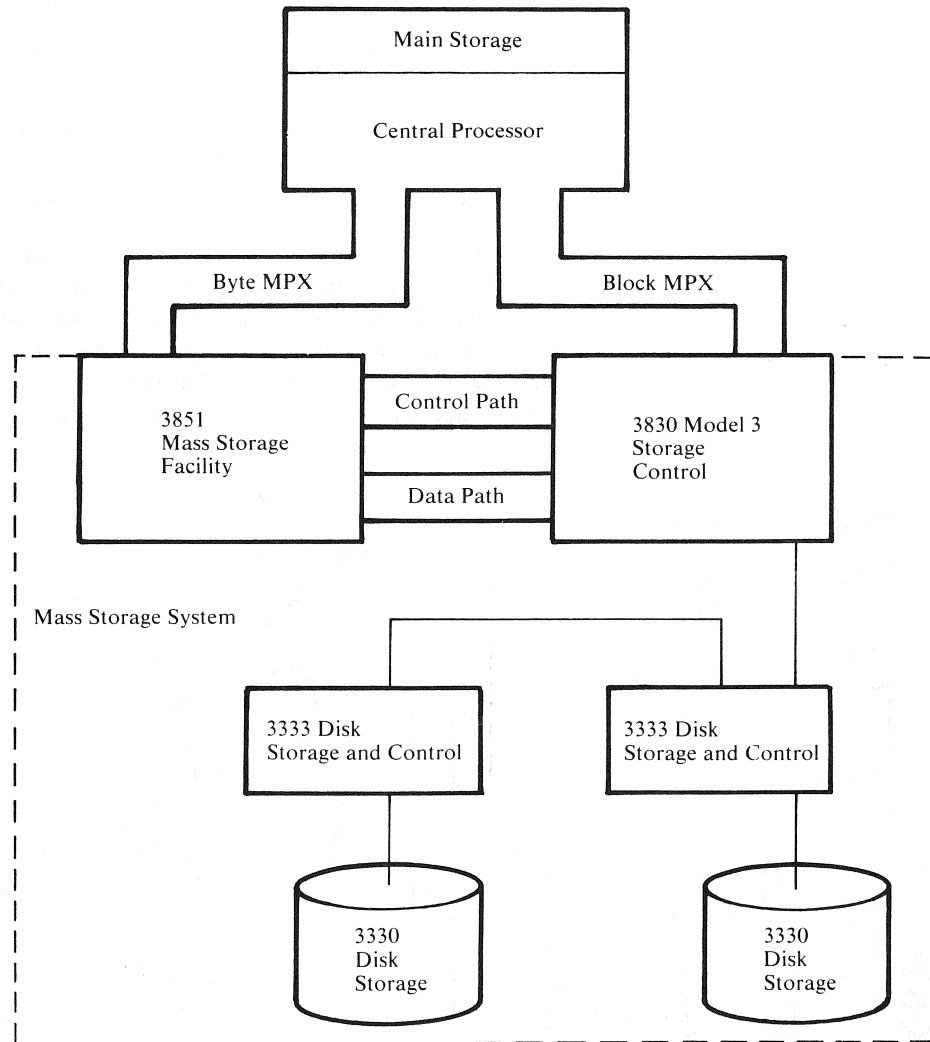 Main Storage
Central Processor
Byte MPX
Block MPX
3851
Mass Storage
Facility
Control Path
Data Path
3830 Model 3
Storage
Control
Mass Storage System
3333 Disk
Storage and Control
3333 Disk
Storage and Control
3330
Disk
Storage
3330
Disk
Storage